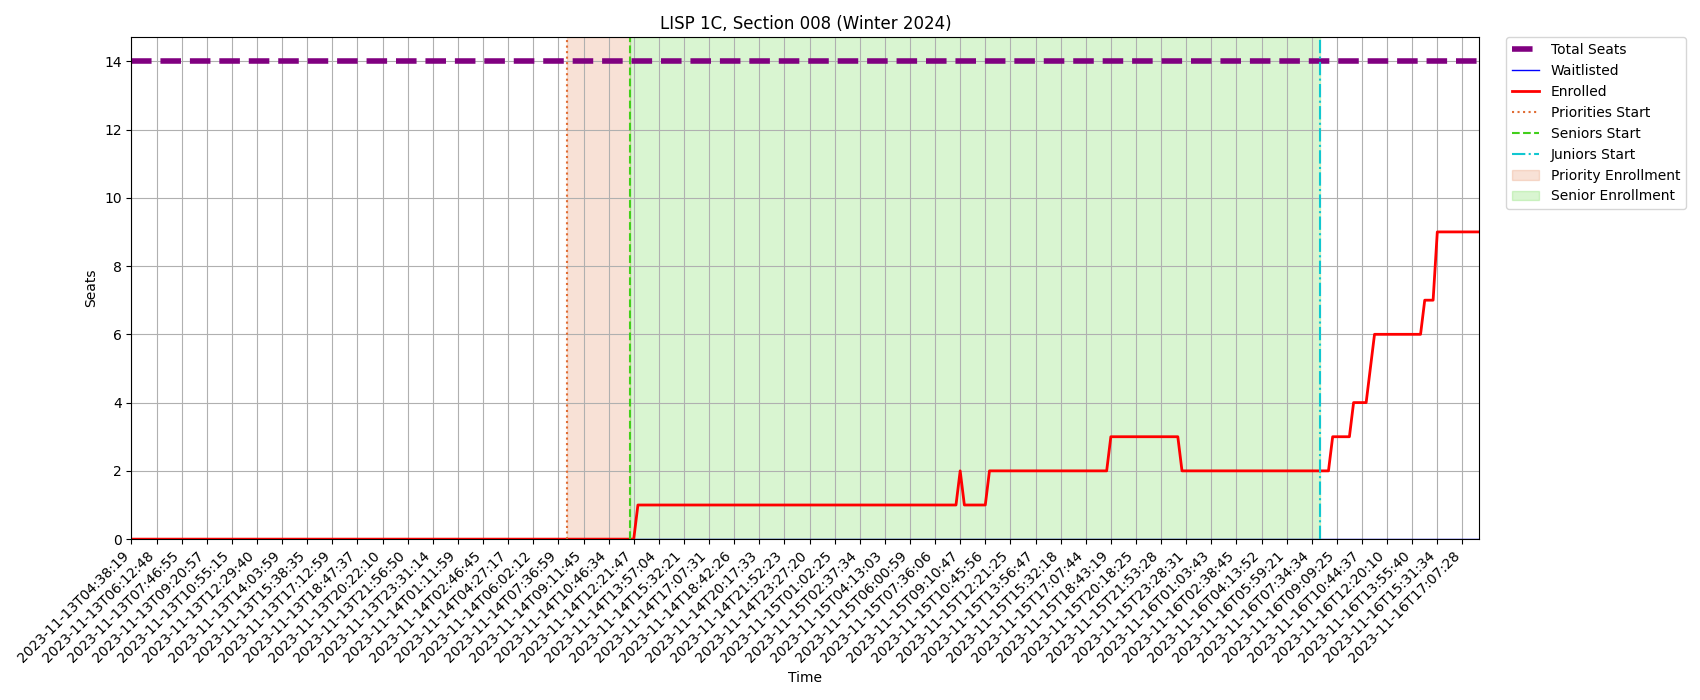 LISP 1C, Section 008 (Winter 2024)
Seats
14
12
10
8
6
4
2
0
2023-11-13T04:38:19
2023-11-13T06:12:48
2023-11-13T07:46:55
2023-11-13T09:20:57
2023-11-13T10:55:15
2023-11-13T12:29:40
2023-11-13T14:03:59
2023-11-13T15:38:35
2023-11-13T17:12:59
2023-11-13T18:47:37
2023-11-13T20:22:10
2023-11-13T21:56:50
2023-11-13T23:31:14
2023-11-14T01:11:59
2023-11-14T02:46:45
2023-11-14T04:27:17
2023-11-14T06:02:12
2023-11-14T07:36:59
2023-11-14T09:11:45
2023-11-14T10:46:34
2023-11-14T12:21:47
2023-11-14T13:57:04
2023-11-14T15:32:21
2023-11-14T17:07:31
2023-11-14T18:42:26
2023-11-14T20:17:33
2023-11-14T21:52:23
2023-11-14T23:27:20
2023-11-15T01:02:25
2023-11-15T02:37:34
2023-11-15T04:13:03
2023-11-15T06:00:59
2023-11-15T07:36:06
2023-11-15T09:10:47
2023-11-15T10:45:56
2023-11-15T12:21:25
2023-11-15T13:56:47
2023-11-15T15:32:18
2023-11-15T17:07:44
2023-11-15T18:43:19
2023-11-15T20:18:25
2023-11-15T21:53:28
2023-11-15T23:28:31
2023-11-16T01:03:43
2023-11-16T02:38:45
2023-11-16T04:13:52
2023-11-16T05:59:21
2023-11-16T07:34:34
2023-11-16T09:09:25
2023-11-16T10:44:37
2023-11-16T12:20:10
2023-11-16T13:55:40
2023-11-16T15:31:34
2023-11-16T17:07:28
Time
Total Seats
Waitlisted
Enrolled
Priorities Start
Seniors Start
Juniors Start
Priority Enrollment
Senior Enrollment